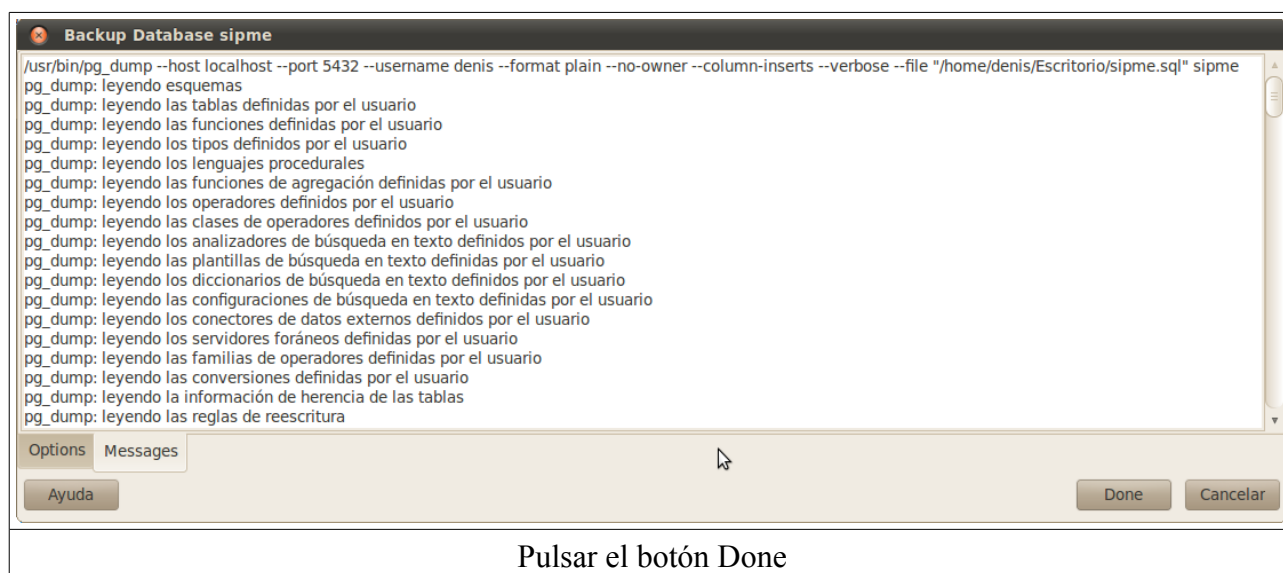 Backup Database sipme
/usr/bin/pg_dump --host localhost --port 5432 --username denis --format plain --no-owner --column-inserts --verbose --file "/home/denis/Escritorio/sipme.sql" sipme
pg_dump: leyendo esquemas
pg_dump: leyendo las tablas definidas por el usuario
pg_dump: leyendo las funciones definidas por el usuario
pg_dump: leyendo los tipos definidos por el usuario
pg_dump: leyendo los lenguajes procedurales
pg_dump: leyendo las funciones de agregación definidas por el usuario
pg_dump: leyendo los operadores definidos por el usuario
pg_dump: leyendo las clases de operadores definidos por el usuario
pg_dump: leyendo los analizadores de búsqueda en texto definidos por el usuario
pg_dump: leyendo las plantillas de búsqueda en texto definidas por el usuario
pg_dump: leyendo los diccionarios de búsqueda en texto definidos por el usuario
pg_dump: leyendo las configuraciones de búsqueda en texto definidas por el usuario
pg_dump: leyendo los conectores de datos externos definidos por el usuario
pg_dump: leyendo los servidores foráneos definidas por el usuario
pg_dump: leyendo las familias de operadores definidas por el usuario
pg_dump: leyendo las conversiones definidas por el usuario
pg_dump: leyendo la información de herencia de las tablas
pg_dump: leyendo las reglas de reescritura
Options Messages
Ayuda Done Cancelar
Pulsar el botón Done